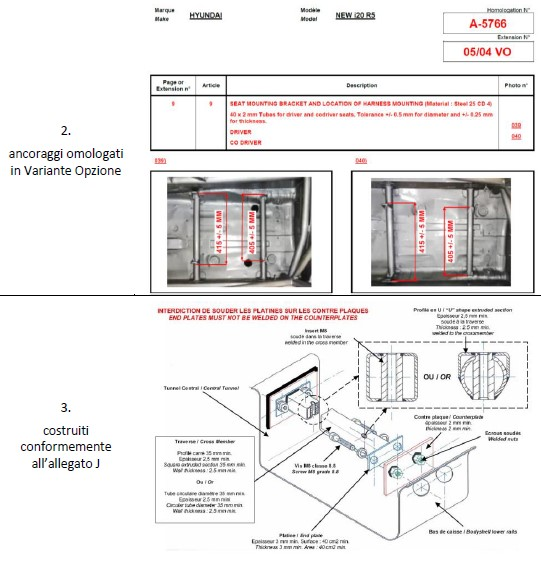 Marque
Make
HYUNDAI
Modèle
Model
NEW i20 R5
Homologation N°
A-5766
Extension N°
05/04 VO
Page or
Extension n°
Article
Description
Photo n°
9
9
SEAT MOUNTING BRACKET AND LOCATION OF HARNESS MOUNTING (Material : Steel 25 CD 4)
40 x 2 mm Tubes for driver and codriver seats, Tolerance +/- 0.5 mm for diameter and +/- 0.25 mm
for thickness.
DRIVER
039
CO DRIVER
040
2.
ancoraggi omologati
in Variante Opzione
039)
040)
415 +/- 5 MM
405 +/- 5 MM
415 +/- 5 MM
405 +/- 5 MM
INTERDICTION DE SOUDER LES PLATINES SUR LES CONTRE PLAQUES
END PLATES MUST NOT BE WELDED ON THE COUNTERPLATES
Profilé en U / "U" shape extruded section
Epaisseur 2,5 mm min.
soudé à la traverse
Thickness : 2,5 mm min.
welded to the crossmember
Insert M8
soudé dans la traverse
welded in the cross member
OU / OR
Tunnel Central / Central Tunnel
Contre plaque / Counterplate
épaisseur 2 mm min.
thickness 2 mm min.
Ecrous soudés
Welded nuts
3.
costruiti
conformemente
all'allegato J
Traverse / Cross Member
Profilé carré 35 mm min.
Epaisseur 2,5 mm min.
Square extruded section 35 mm min.
Wall thickness : 2,5 mm min.
Ou / Or
Tube circulaire diamètre 35 mm min.
Epaisseur 2,5 mm min.
Circular tube diameter 35 mm min.
Wall thickness : 2,5 mm min.
Vis M8 classe 8.8
Screw M8 grade 8.8
Platine / End plate
Epaisseur 3 mm min. Surface : 40 cm2 min.
Thickness 3 mm min. Area : 40 cm2 min.
Bas de caisse / Bodyshell lower rails